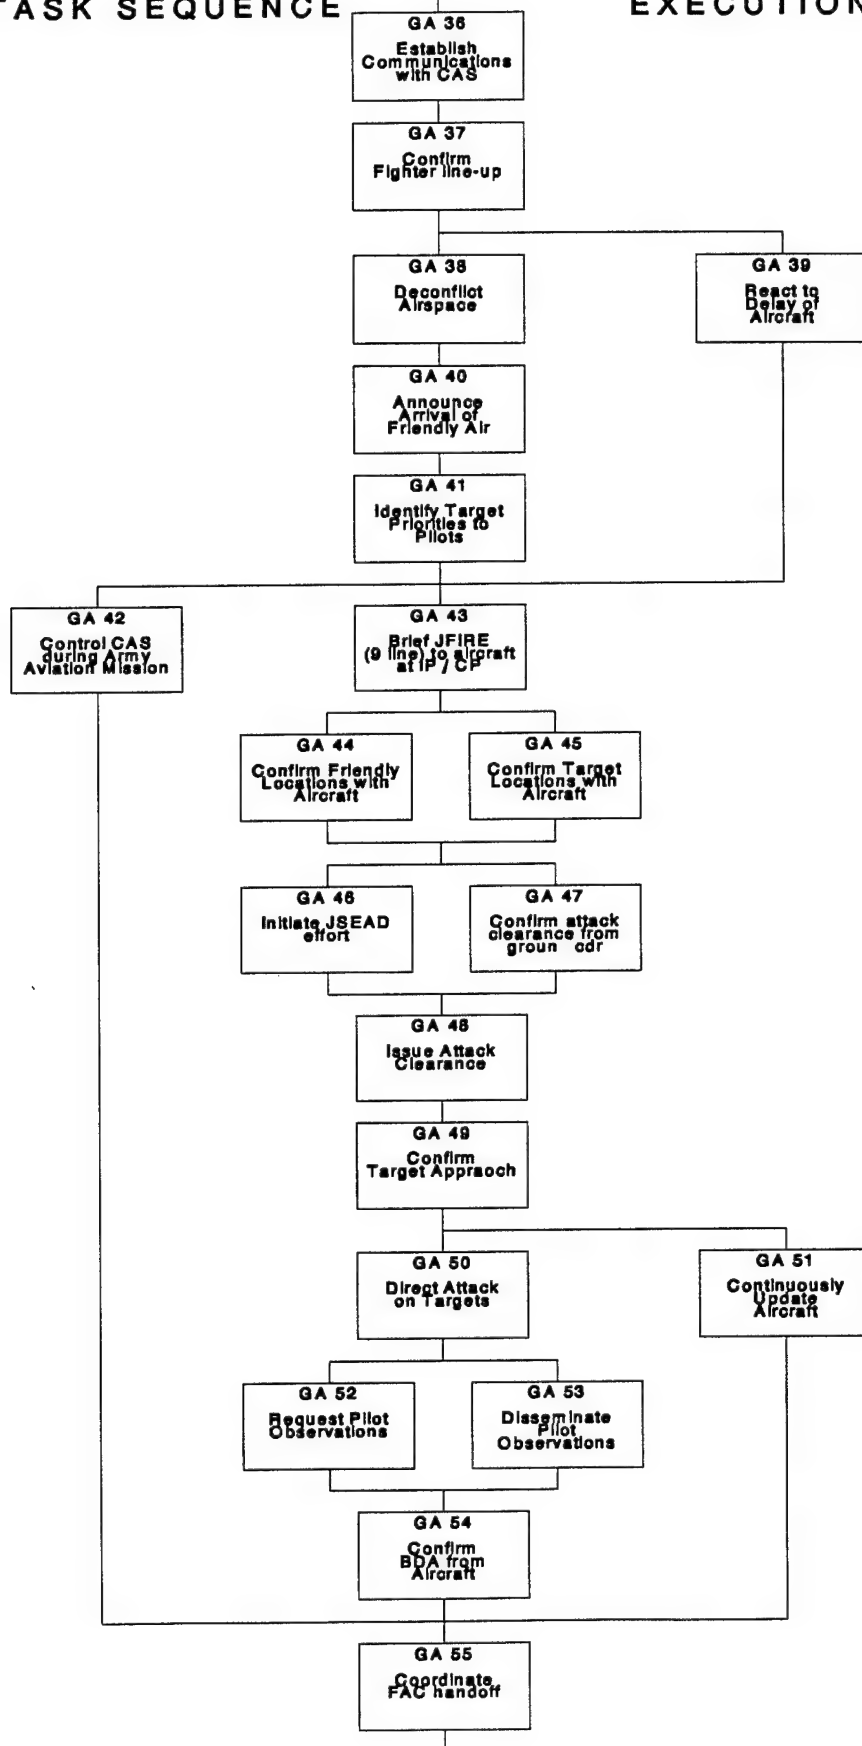 TASK SEQUENCE
EXECUTION
GA 36
Establish
Communications
with CAS
GA 37
Confirm
Fighter line-up
GA 38
Deconflict
Airspace
GA 39
React to
Delay of
Aircraft
GA 40
Announce
Arrival of
Friendly Air
GA 41
Identify Target
Priorities to
Pilots
GA 42
Control CAS
during Army
Aviation Mission
GA 43
Brief JFIRE
(9 line) to aircraft
at IP / CP
GA 44
Confirm Friendly
Locations with
Aircraft
GA 45
Confirm Target
Locations with
Aircraft
GA 46
Initiate JSEAD
effort
GA 47
Confirm attack
clearance from
groun cdr
GA 48
Issue Attack
Clearance
GA 49
Confirm
Target Appraoch
GA 50
Direct Attack
on Targets
GA 51
Continuously
Update
Aircraft
GA 52
Request Pilot
Observations
GA 53
Disseminate
Pilot
Observations
GA 54
Confirm
BDA from
Aircraft
GA 55
Coordinate
FAC handoff